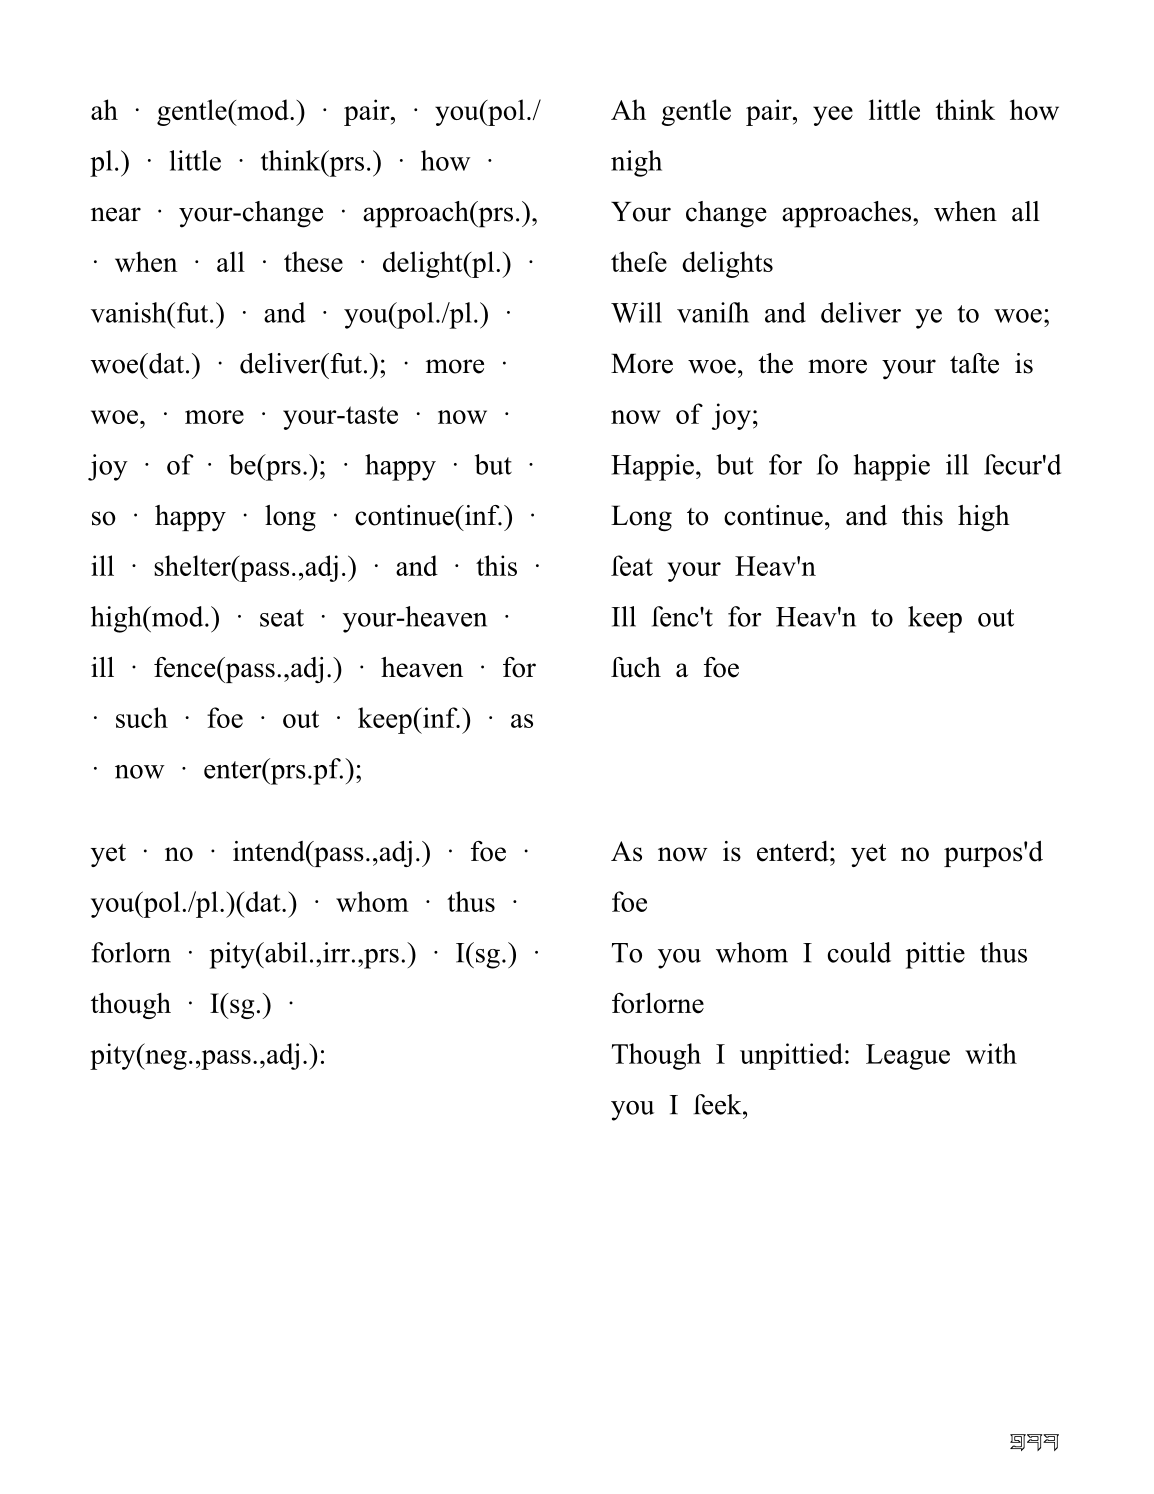 ah · gentle(mod.) · pair, · you(pol./
pl.) · little · think(prs.) · how ·
near · your-change · approach(prs.),
· when · all · these · delight(pl.) ·
vanish(fut.) · and · you(pol./pl.) ·
woe(dat.) · deliver(fut.); · more ·
woe, · more · your-taste · now ·
joy · of · be(prs.); · happy · but ·
so · happy · long · continue(inf.) ·
ill · shelter(pass.,adj.) · and · this ·
high(mod.) · seat · your-heaven ·
ill · fence(pass.,adj.) · heaven · for
· such · foe · out · keep(inf.) · as
· now · enter(prs.pf.);
Ah gentle pair, yee little think how
nigh
Your change approaches, when all
theſe delights
Will vaniſh and deliver ye to woe;
More woe, the more your taſte is
now of joy;
Happie, but for ſo happie ill ſecur'd
Long to continue, and this high
ſeat your Heav'n
Ill ſenc't for Heav'n to keep out
ſuch a foe
yet · no · intend(pass.,adj.) · foe ·
you(pol./pl.)(dat.) · whom · thus ·
forlorn · pity(abil.,irr.,prs.) · I(sg.) ·
though · I(sg.) ·
pity(neg.,pass.,adj.):
As now is enterd; yet no purpos'd
foe
To you whom I could pittie thus
forlorne
Though I unpittied: League with
you I ſeek,